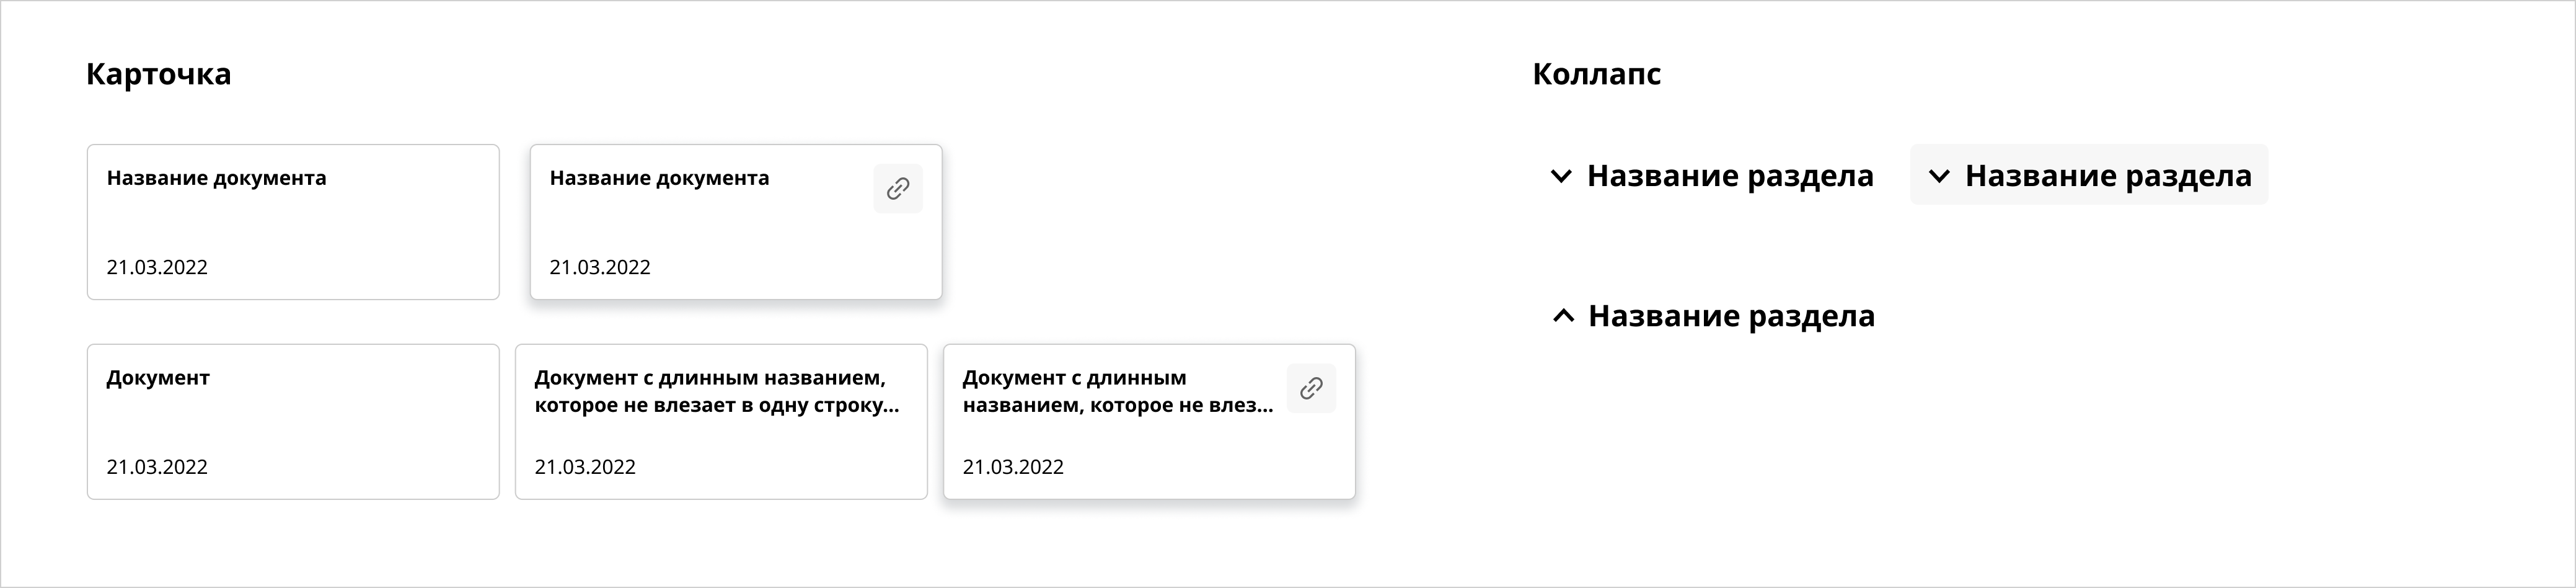 Карточка
Название документа
21.03.2022
Название документа
21.03.2022
Документ
21.03.2022
Документ с длинным названием,
которое не влезает в одну строку...
21.03.2022
Документ с длинным
названием, которое не влез...
21.03.2022
Коллапс
Название раздела
Название раздела
Название раздела